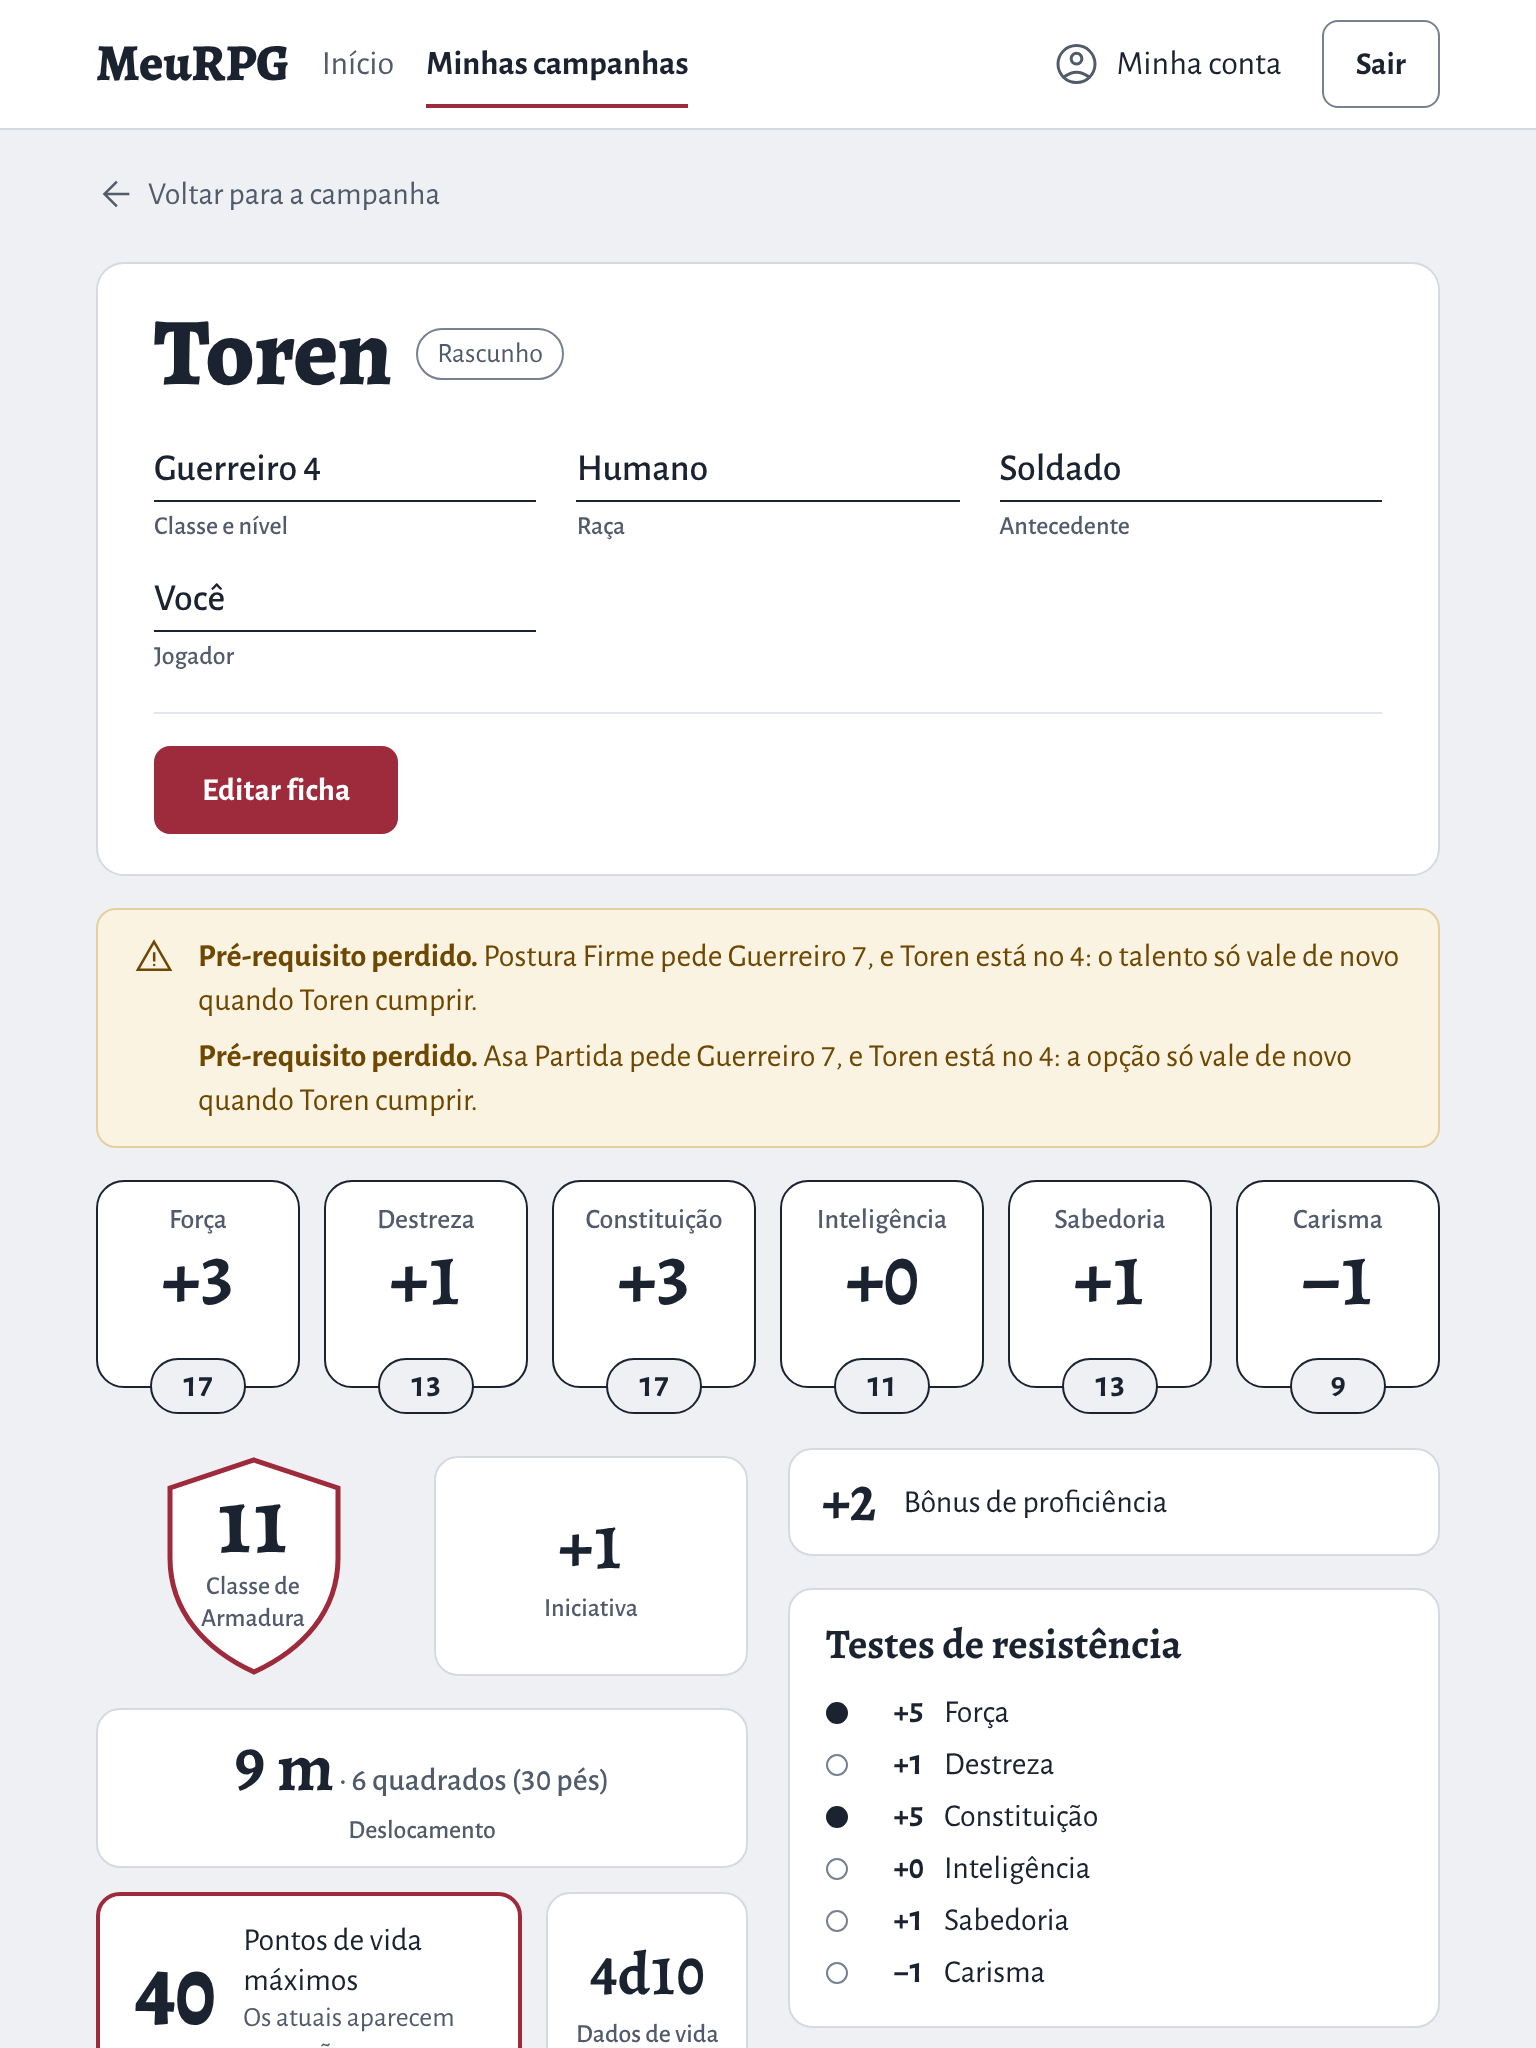 MeuRPG
Início
Minhas campanhas
Minha conta
Sair
Voltar para a campanha
Toren
Rascunho
Guerreiro 4
Classe e nível
Humano
Raça
Soldado
Antecedente
Você
Jogador
Editar ficha
Pré-requisito perdido. Postura Firme pede Guerreiro 7, e Toren está no 4: o talento só vale de novo
quando Toren cumprir.
Pré-requisito perdido. Asa Partida pede Guerreiro 7, e Toren está no 4: a opção só vale de novo
quando Toren cumprir.
Força
+3
17
Destreza
+1
13
Constituição
+3
17
Inteligência
+0
11
Sabedoria
+1
13
Carisma
−1
9
11
Classe de
Armadura
+1
Iniciativa
9 m · 6 quadrados (30 pés)
Deslocamento
40
Pontos de vida
máximos
Os atuais aparecem
4d10
Dados de vida
+2 Bônus de proficiência
Testes de resistência
+5 Força
+1 Destreza
+5 Constituição
+0 Inteligência
+1 Sabedoria
−1 Carisma